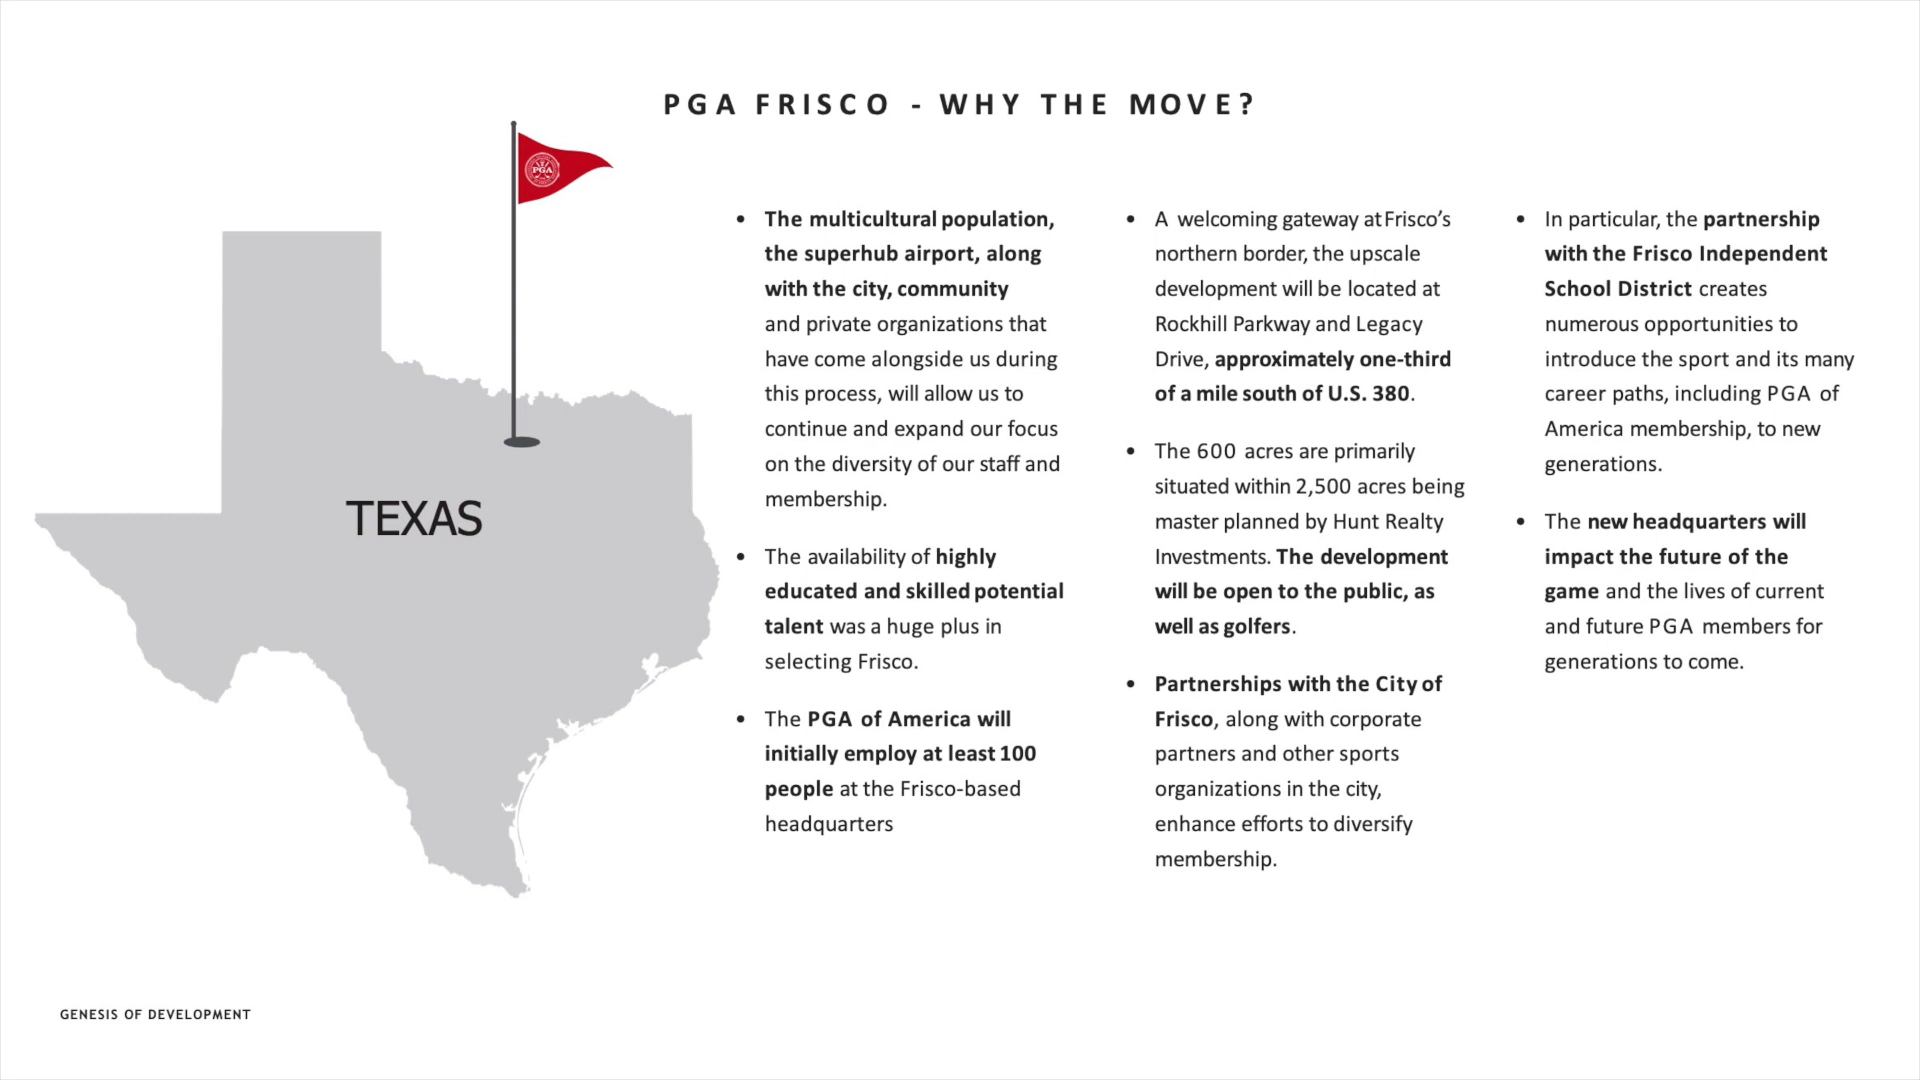 PGA FRISCO - WHY THE MOVE?
PGA
TEXAS
• The multicultural population,
the superhub airport, along
with the city, community
and private organizations that
have come alongside us during
this process, will allow us to
continue and expand our focus
on the diversity of our staff and
membership.
• The availability of highly
educated and skilled potential
talent was a huge plus in
selecting Frisco.
• The PGA of America will
initially employ at least 100
people at the Frisco-based
headquarters
• A welcoming gateway at Frisco’s
northern border, the upscale
development will be located at
Rockhill Parkway and Legacy
Drive, approximately one-third
of a mile south of U.S. 380.
• The 600 acres are primarily
situated within 2,500 acres being
master planned by Hunt Realty
Investments. The development
will be open to the public, as
well as golfers.
• Partnerships with the City of
Frisco, along with corporate
partners and other sports
organizations in the city,
enhance efforts to diversify
membership.
• In particular, the partnership
with the Frisco Independent
School District creates
numerous opportunities to
introduce the sport and its many
career paths, including PGA of
America membership, to new
generations.
• The new headquarters will
impact the future of the
game and the lives of current
and future PGA members for
generations to come.
GENESIS OF DEVELOPMENT